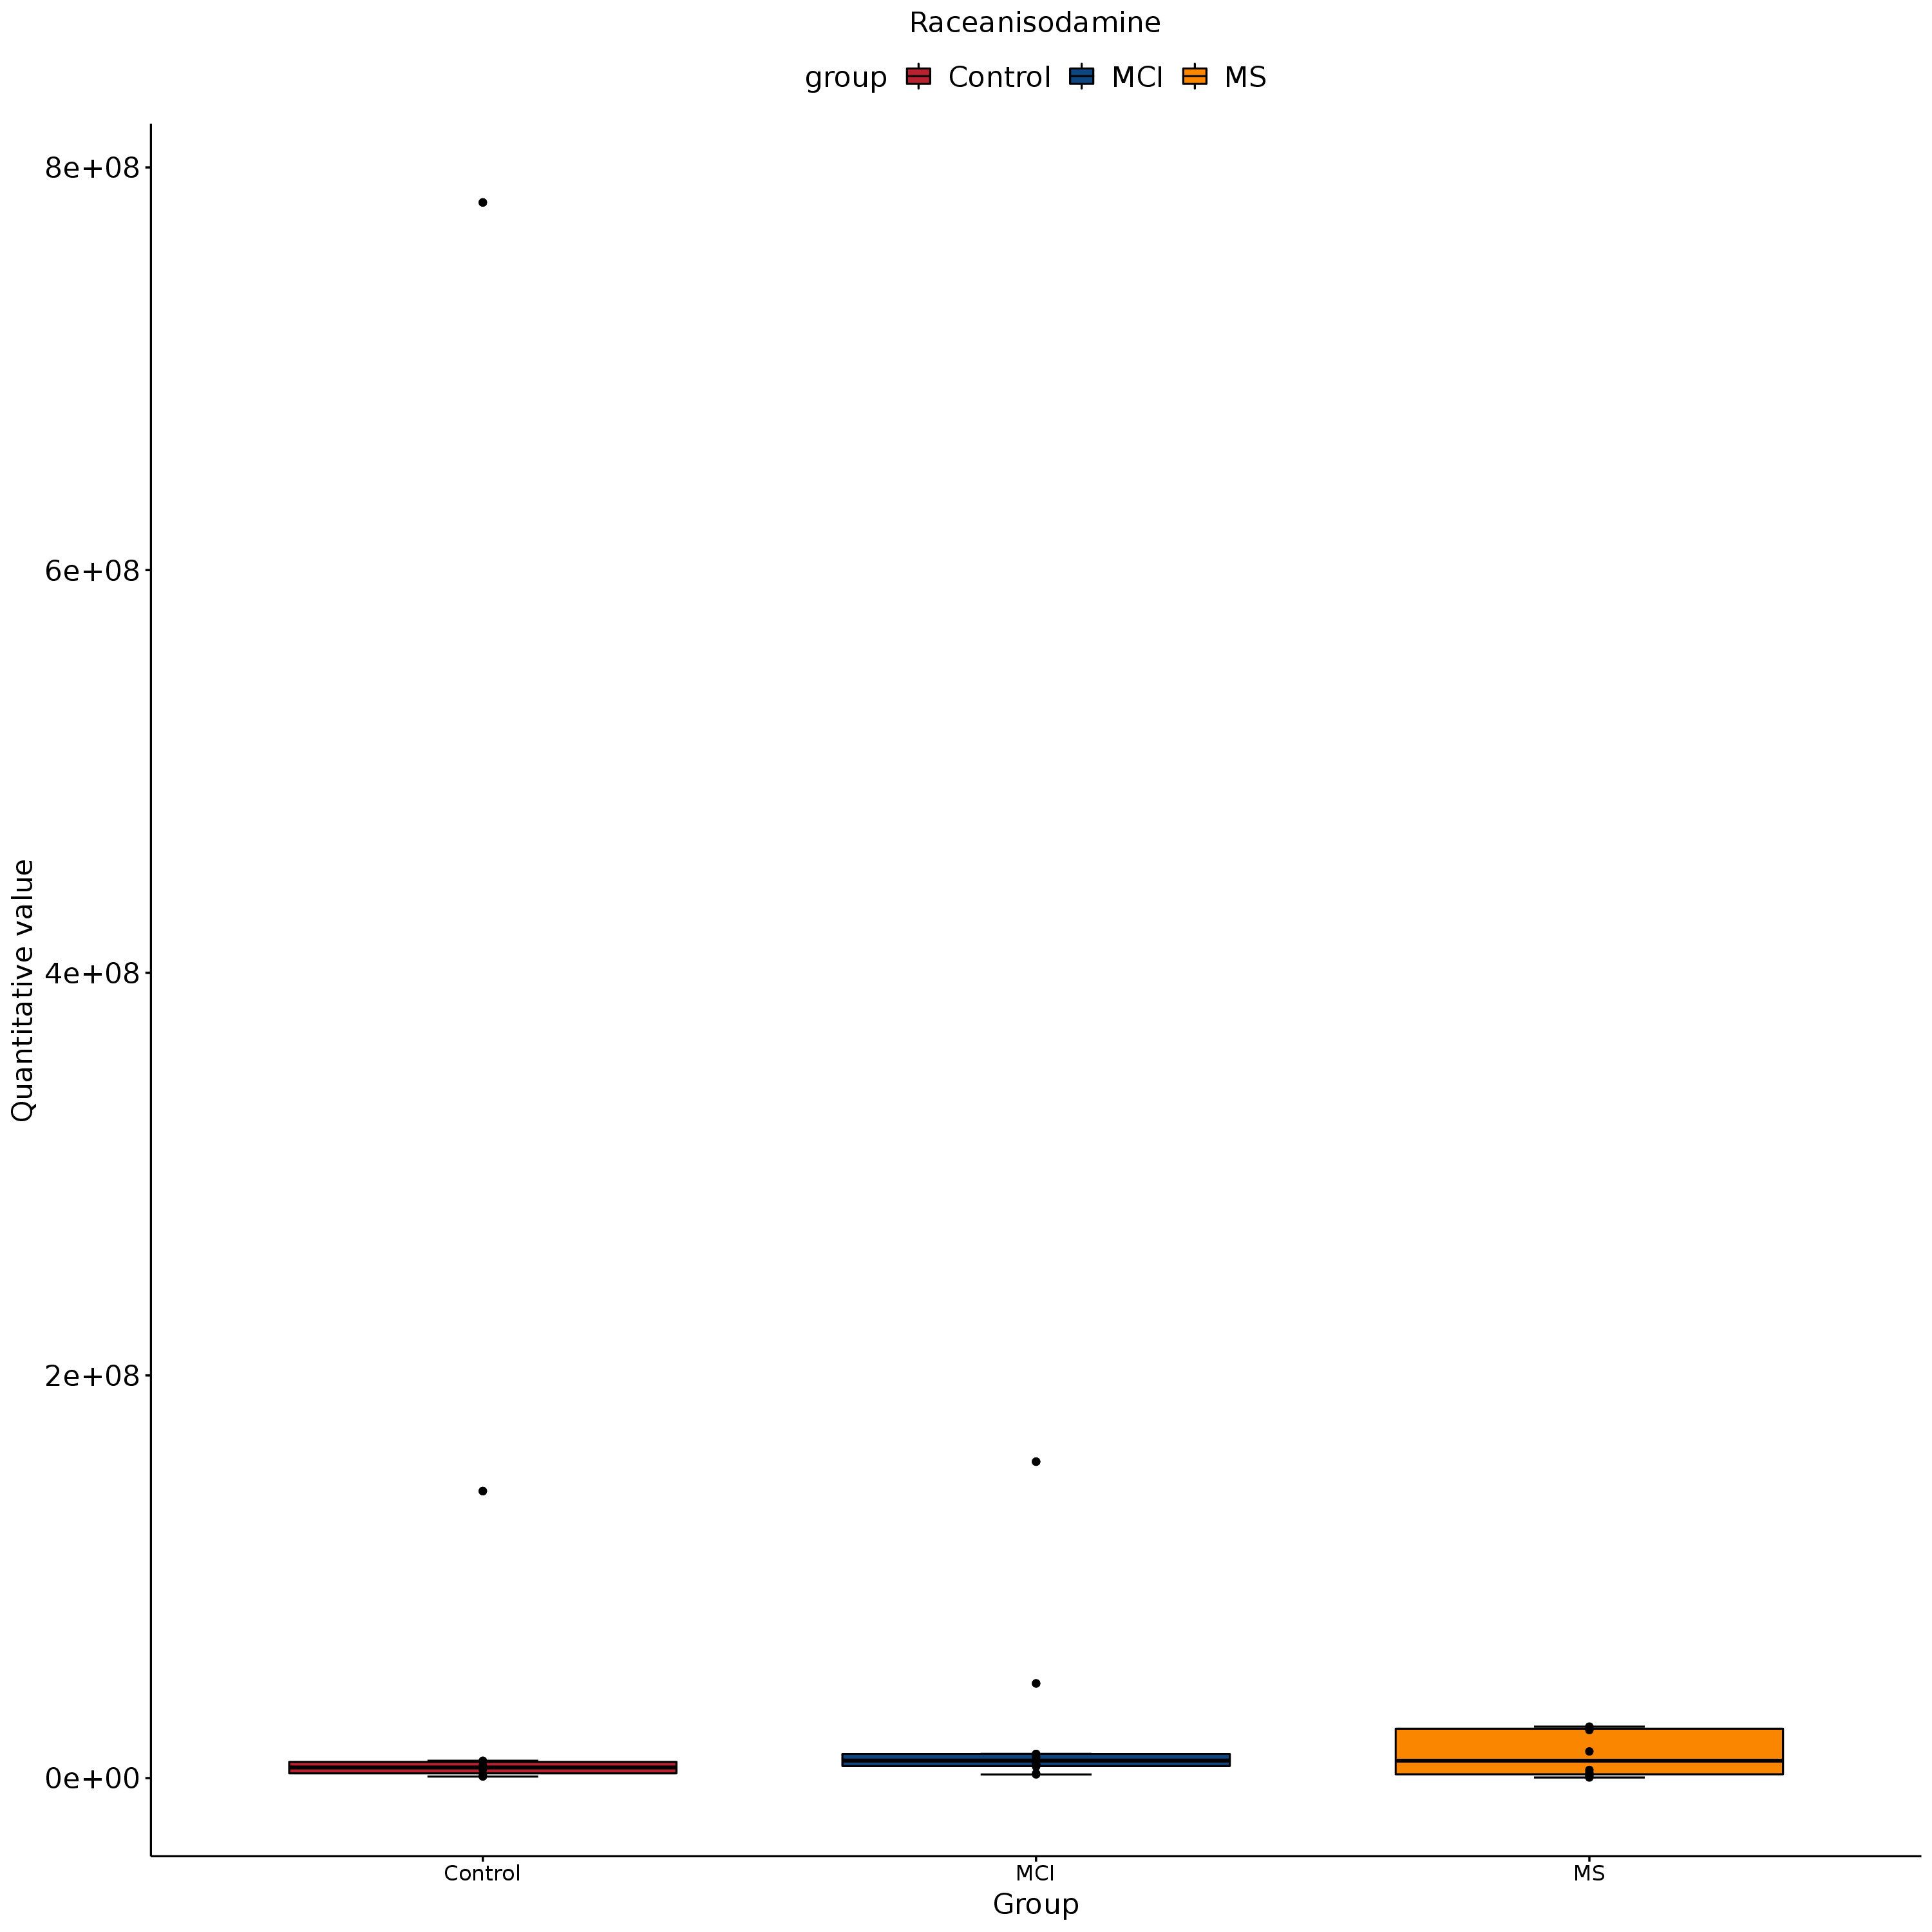 Raceanisodamine
group Control MCI MS
8e+08
6e+08
4e+08
2e+08
0e+00
Quantitative value
Control MCI MS
Group